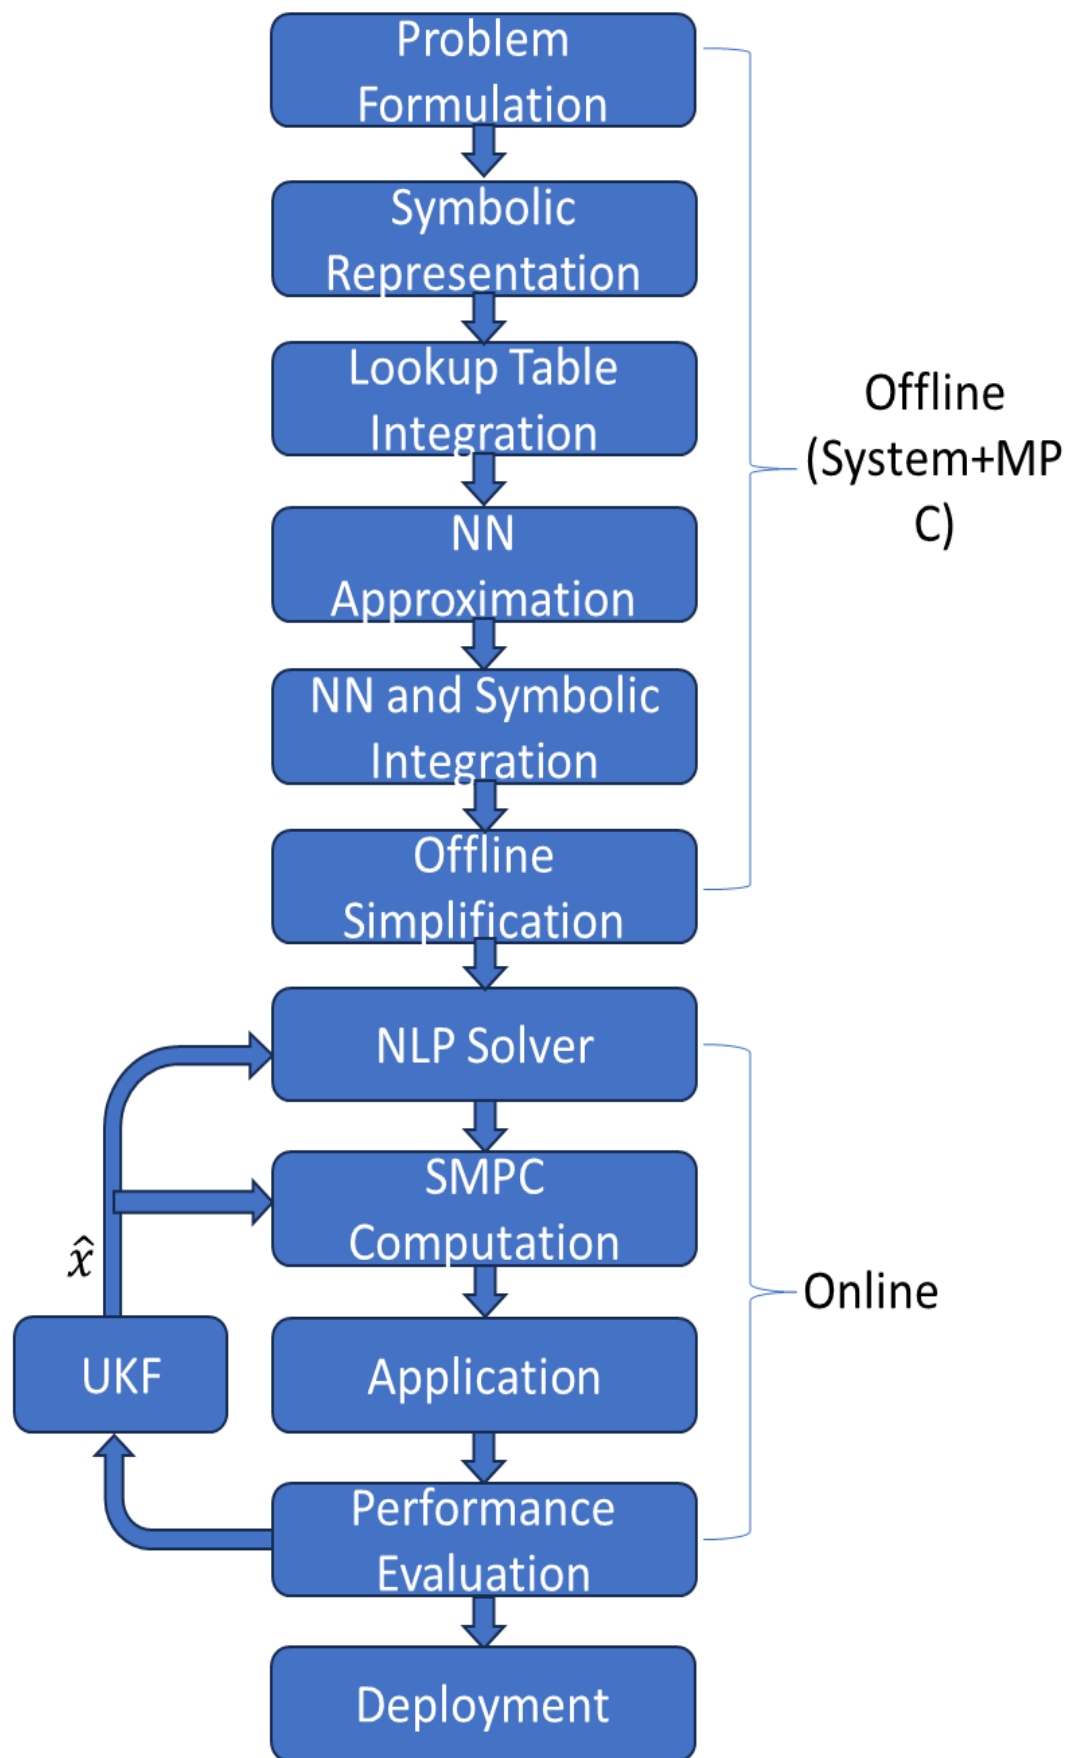 Problem
Formulation
Symbolic
Representation
Lookup Table
Integration
NN
Approximation
NN and Symbolic
Integration
Offline
Simplification
Offline
(System+MP
C)
NLP Solver
SMPC
Computation
x̂
UKF
Application
Performance
Evaluation
Online
Deployment